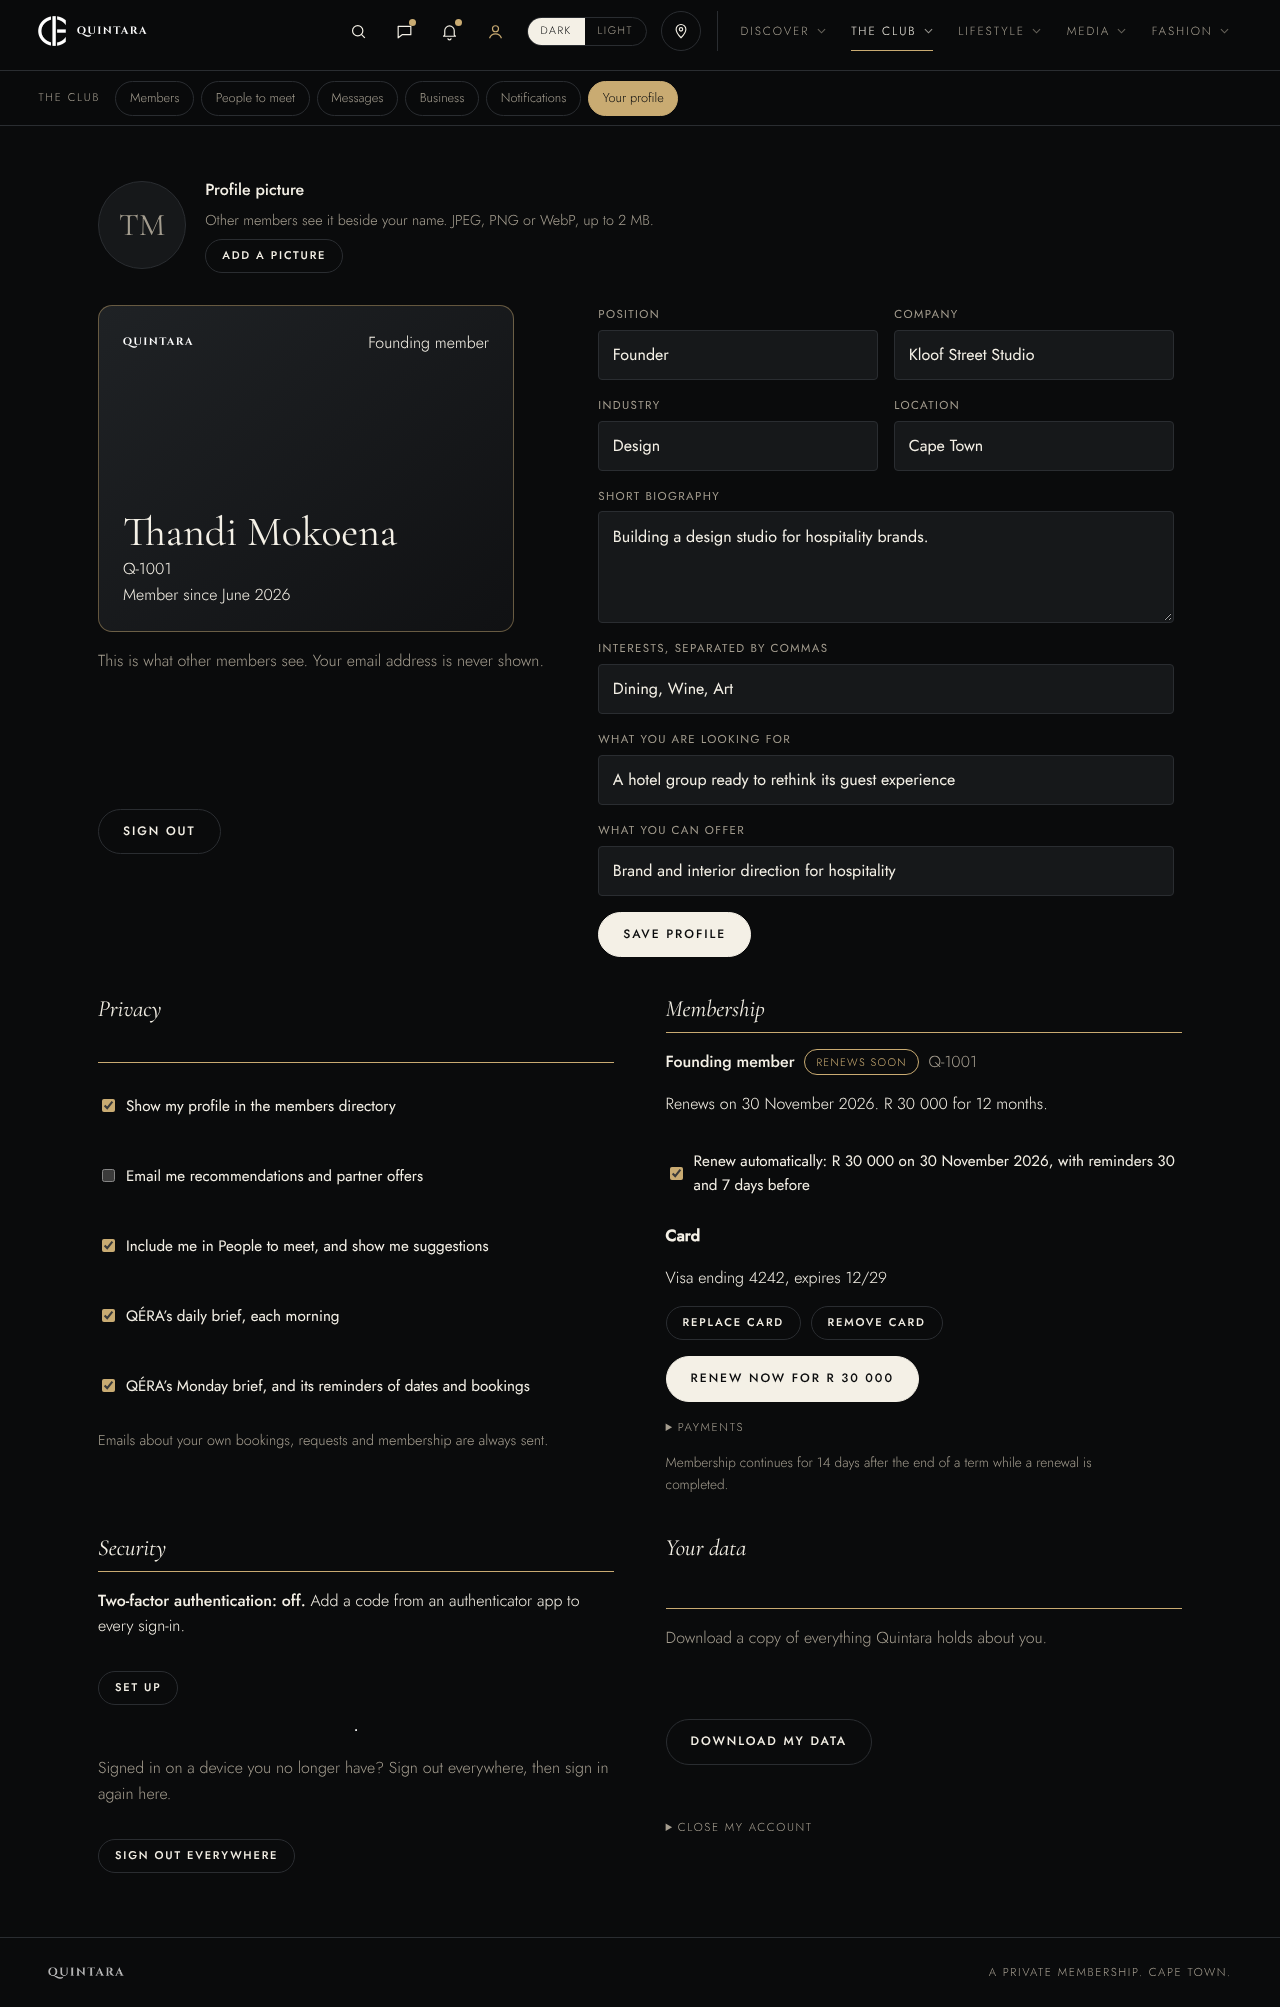 QUINTARA
DARK LIGHT
DISCOVER THE CLUB LIFESTYLE MEDIA FASHION
THE CLUB Members People to meet Messages Business Notifications Your profile
TM
Profile picture
Other members see it beside your name. JPEG, PNG or WebP, up to 2 MB.
ADD A PICTURE
QUINTARA Founding member
Thandi Mokoena
Q-1001
Member since June 2026
This is what other members see. Your email address is never shown.
SIGN OUT
POSITION COMPANY
Founder Kloof Street Studio
INDUSTRY LOCATION
Design Cape Town
SHORT BIOGRAPHY
Building a design studio for hospitality brands.
INTERESTS, SEPARATED BY COMMAS
Dining, Wine, Art
WHAT YOU ARE LOOKING FOR
A hotel group ready to rethink its guest experience
WHAT YOU CAN OFFER
Brand and interior direction for hospitality
SAVE PROFILE
Privacy
Show my profile in the members directory
Email me recommendations and partner offers
Include me in People to meet, and show me suggestions
QÉRA’s daily brief, each morning
QÉRA’s Monday brief, and its reminders of dates and bookings
Emails about your own bookings, requests and membership are always sent.
Membership
Founding member RENEWS SOON Q-1001
Renews on 30 November 2026. R 30 000 for 12 months.
Renew automatically: R 30 000 on 30 November 2026, with reminders 30
and 7 days before
Card
Visa ending 4242, expires 12/29
REPLACE CARD REMOVE CARD
RENEW NOW FOR R 30 000
PAYMENTS
Membership continues for 14 days after the end of a term while a renewal is
completed.
Security
Two-factor authentication: off. Add a code from an authenticator app to
every sign-in.
SET UP
.
Signed in on a device you no longer have? Sign out everywhere, then sign in
again here.
SIGN OUT EVERYWHERE
Your data
Download a copy of everything Quintara holds about you.
DOWNLOAD MY DATA
CLOSE MY ACCOUNT
QUINTARA
A PRIVATE MEMBERSHIP. CAPE TOWN.